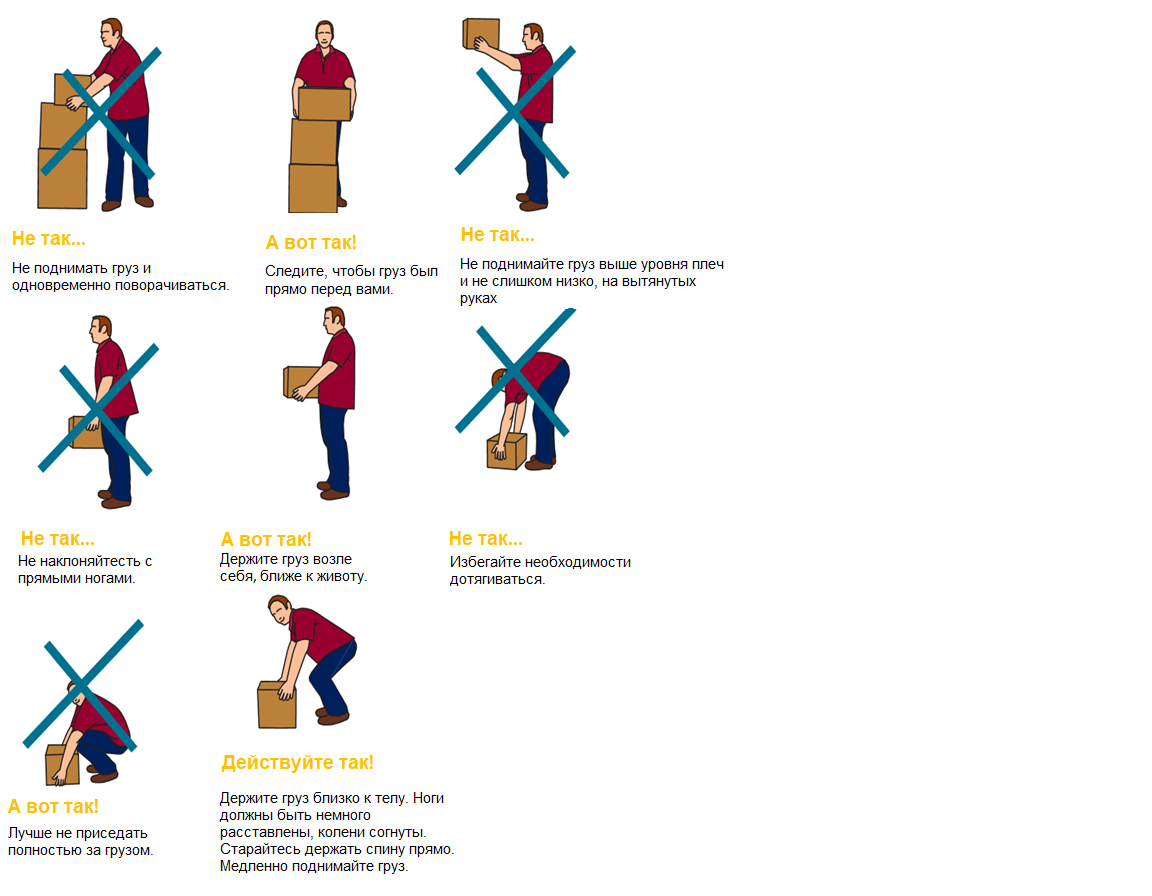 Не так...
Не поднимать груз и
одновременно поворачиваться.
А вот так!
Следите, чтобы груз был
прямо перед вами.
Не так...
Не поднимайте груз выше уровня плеч
и не слишком низко, на вытянутых
руках
Не так...
Не наклоняйтесть с
прямыми ногами.
А вот так!
Держите груз возле
себя, ближе к животу.
Не так...
Избегайте необходимости
дотягиваться.
А вот так!
Лучше не приседать
полностью за грузом.
Действуйте так!
Держите груз близко к телу. Ноги
должны быть немного
расставлены, колени согнуты.
Старайтесь держать спину прямо.
Медленно поднимайте груз.